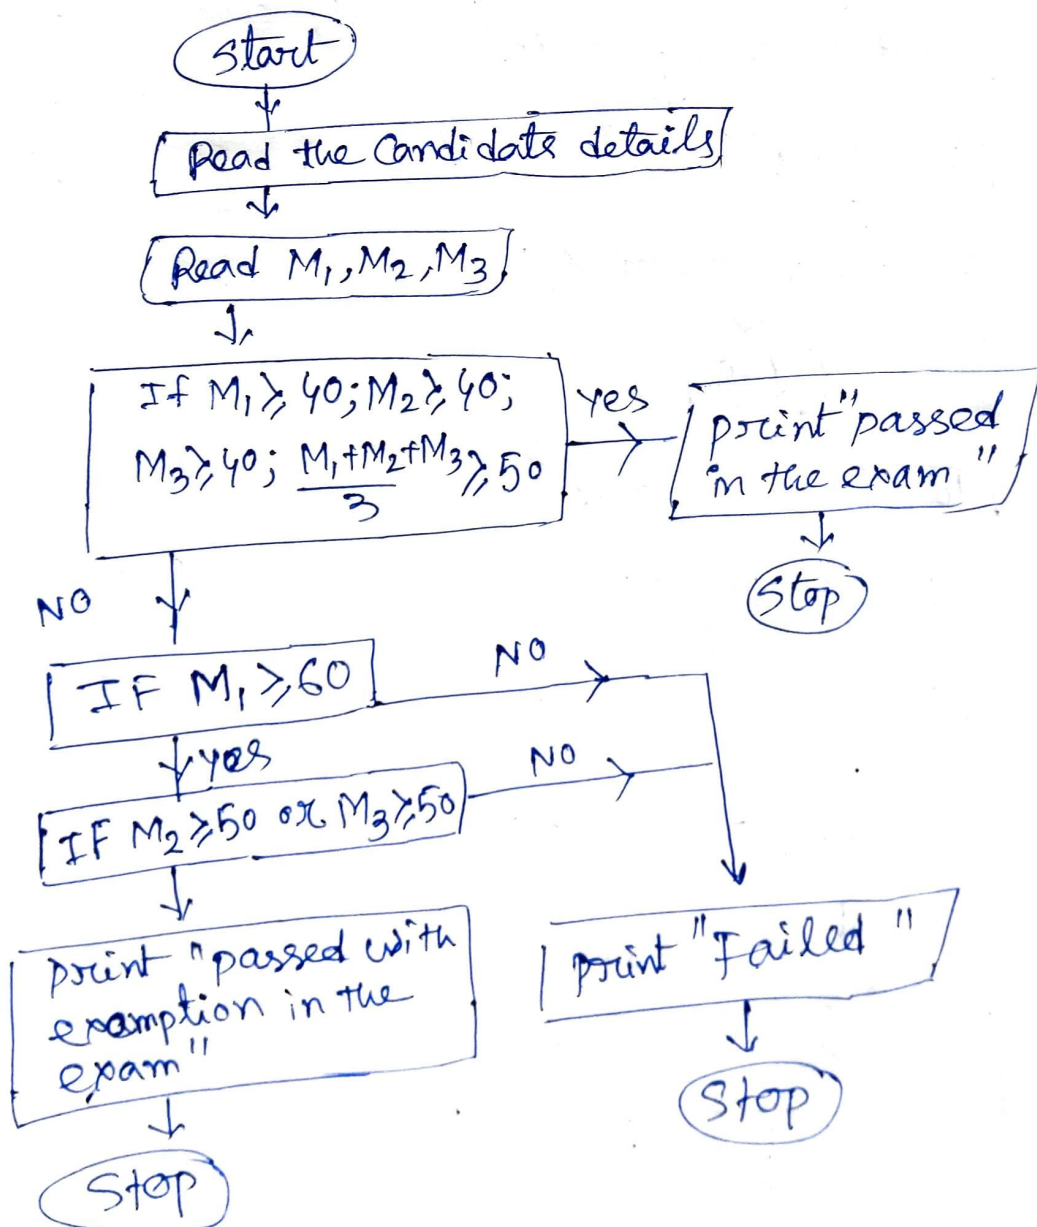 Start
Read the Candidate details
Read M₁, M₂, M₃
If M₁ ≥ 40; M₂ ≥ 40;
M₃ ≥ 40; (M₁+M₂+M₃)/3 ≥ 50
yes
print "passed
in the exam"
Stop
NO
IF M₁ ≥ 60
NO
yes
IF M₂ ≥ 50 or M₃ ≥ 50
NO
print "passed with
examption in the
exam"
Stop
print "Failed"
Stop